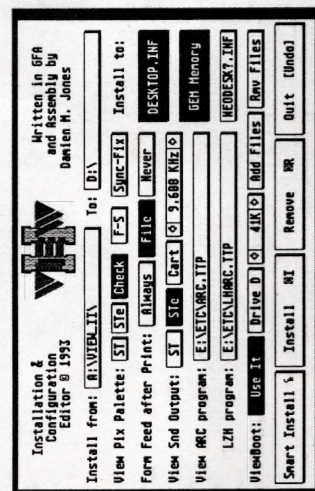 Installation & Configuration Editor © 1993
Written in GFA and Assembly by Damien M. Jones
Install from: A:\VIEW_II\ To: D:\ Install to:
View Pix Palette: ST STe Check F-S Sync-Fix DESKTOP.INF
Form Feed after Print: Always File Never
View Snd Output: ST STe Cart 9.600 KHz GEM Memory
View ARC program: E:\ETC\ARC.TTP
LZH program: E:\ETC\LHARC.TTP NEODESK?.INF
ViewBoot: Use It Drive D 41K Add Files Rmv Files
Smart Install Install Remove Quit [Undo]